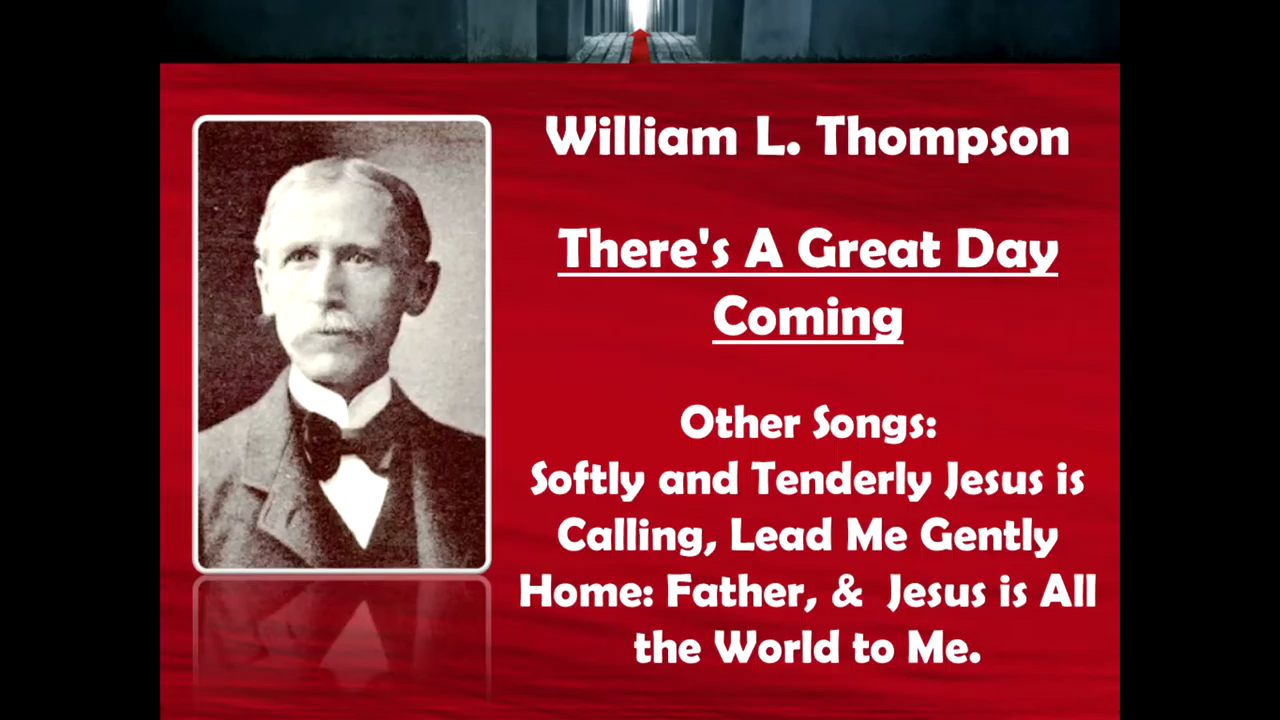 William L. Thompson
There's A Great Day
Coming
Other Songs:
Softly and Tenderly Jesus is
Calling, Lead Me Gently
Home: Father, &  Jesus is All
the World to Me.